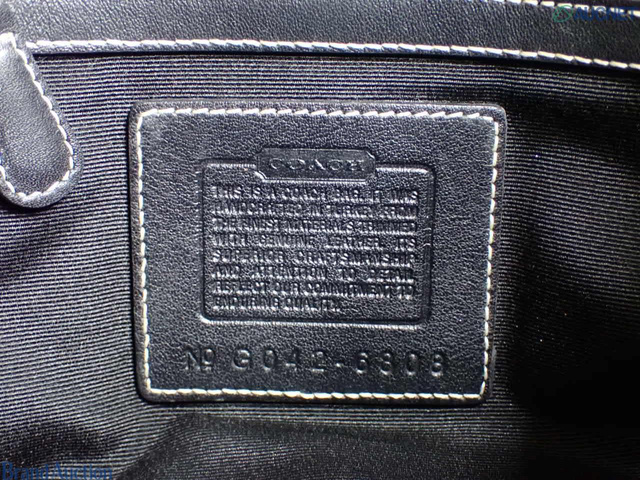 COACH
THIS IS A COACH BAG. IT WAS
HANDCRAFTED IN TURKEY FROM
THE FINEST MATERIALS TRIMMED
WITH GENUINE LEATHER. ITS
SUPERIOR CRAFTSMANSHIP
AND ATTENTION TO DETAIL
REFLECT OUR COMMITMENT TO
ENDURING QUALITY.
No G042-6808
Brand Auction